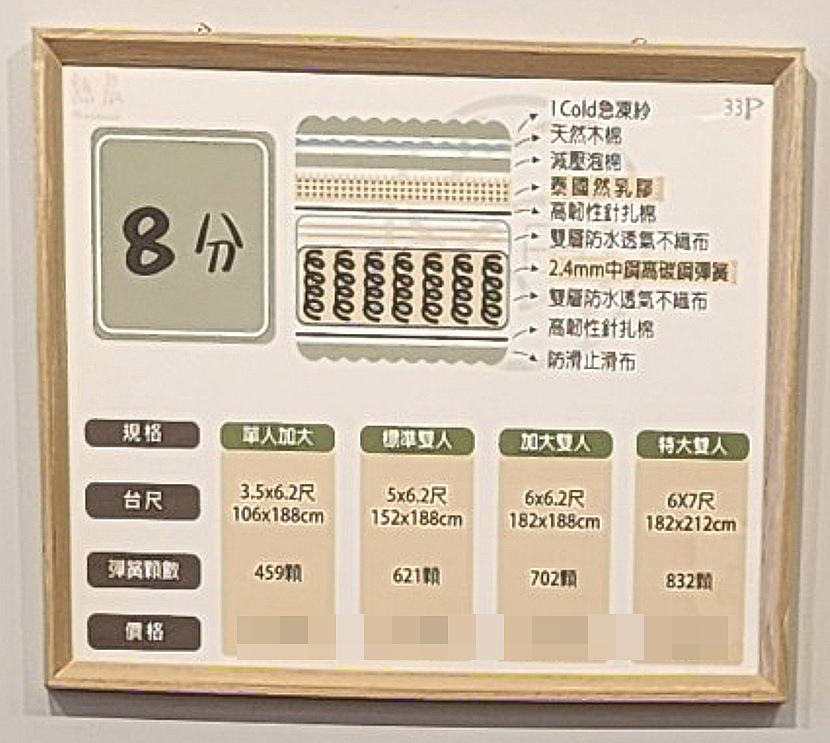 33P
8分
ICold急凍紗
天然木棉
減壓泡棉
泰國然乳膠
高韌性針扎棉
雙層防水透氣不織布
2.4mm中鋼高碳鋼彈簧
雙層防水透氣不織布
高韌性針扎棉
防滑止滑布
規格 單人加大 標準雙人 加大雙人 特大雙人
台尺 3.5x6.2尺 5x6.2尺 6x6.2尺 6X7尺
106x188cm 152x188cm 182x188cm 182x212cm
彈簧顆數 459顆 621顆 702顆 832顆
價格